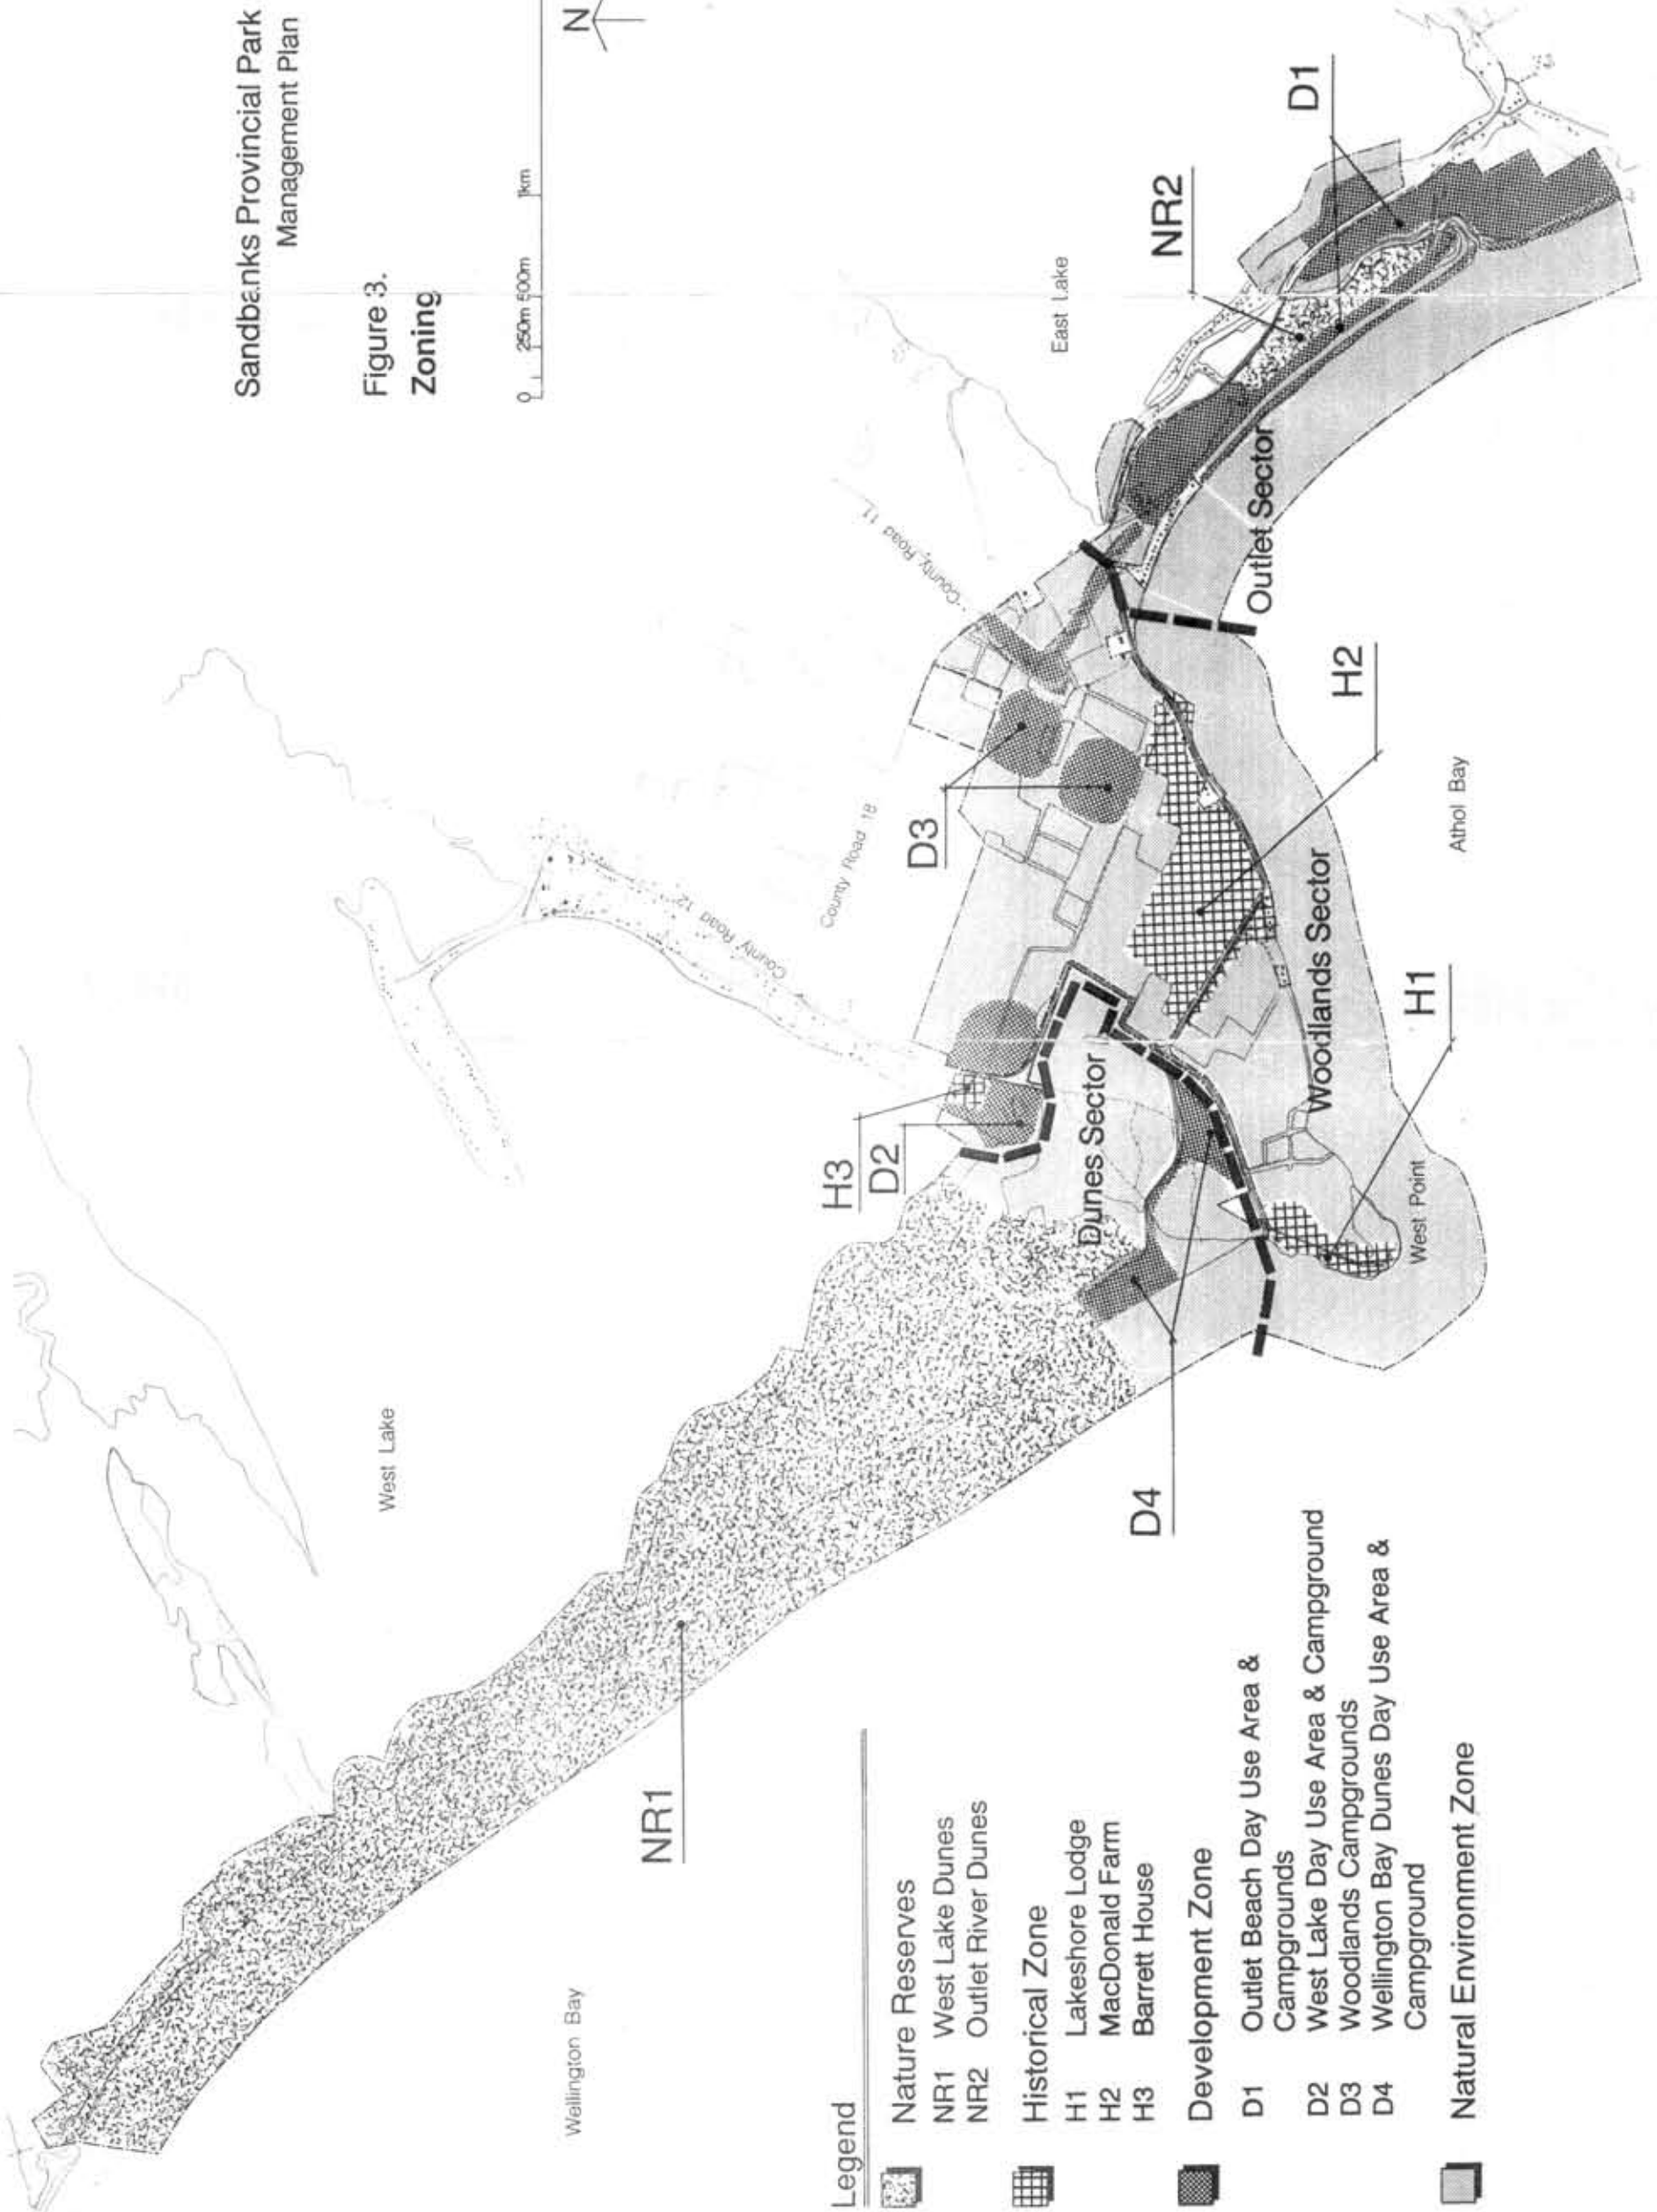 Sandbanks Provincial Park
Management Plan
Figure 3.
Zoning
0 250m 500m 1km
N
West Lake
East Lake
County Road 12
County Road 18
County Road 11
Wellington Bay
Athol Bay
West Point
NR1
NR2
D1
D2
D3
D4
H1
H2
H3
Dunes Sector
Woodlands Sector
Outlet Sector
Legend
Nature Reserves
NR1 West Lake Dunes
NR2 Outlet River Dunes
Historical Zone
H1 Lakeshore Lodge
H2 MacDonald Farm
H3 Barrett House
Development Zone
D1 Outlet Beach Day Use Area &
Campgrounds
D2 West Lake Day Use Area & Campground
D3 Woodlands Campgrounds
D4 Wellington Bay Dunes Day Use Area &
Campground
Natural Environment Zone